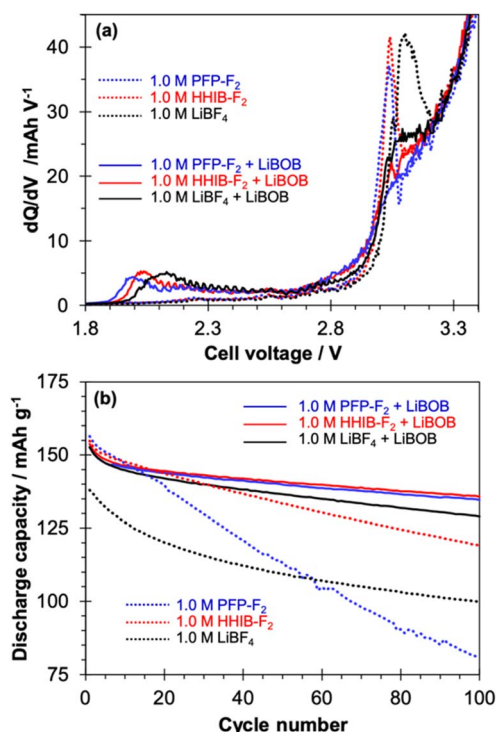 (a)
1.0 M PFP-F₂
1.0 M HHIB-F₂
1.0 M LiBF₄
1.0 M PFP-F₂ + LiBOB
1.0 M HHIB-F₂ + LiBOB
1.0 M LiBF₄ + LiBOB
dQ/dV /mAh V⁻¹
40
30
20
10
0
1.8 2.3 2.8 3.3
Cell voltage / V
(b)
1.0 M PFP-F₂ + LiBOB
1.0 M HHIB-F₂ + LiBOB
1.0 M LiBF₄ + LiBOB
1.0 M PFP-F₂
1.0 M HHIB-F₂
1.0 M LiBF₄
Discharge capacity / mAh g⁻¹
175
150
125
100
75
0 20 40 60 80 100
Cycle number